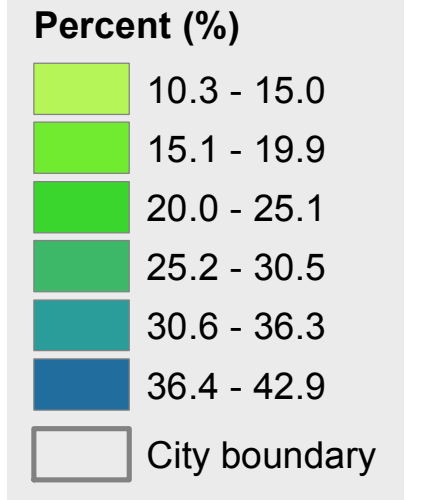 Percent (%)
10.3 - 15.0
15.1 - 19.9
20.0 - 25.1
25.2 - 30.5
30.6 - 36.3
36.4 - 42.9
City boundary